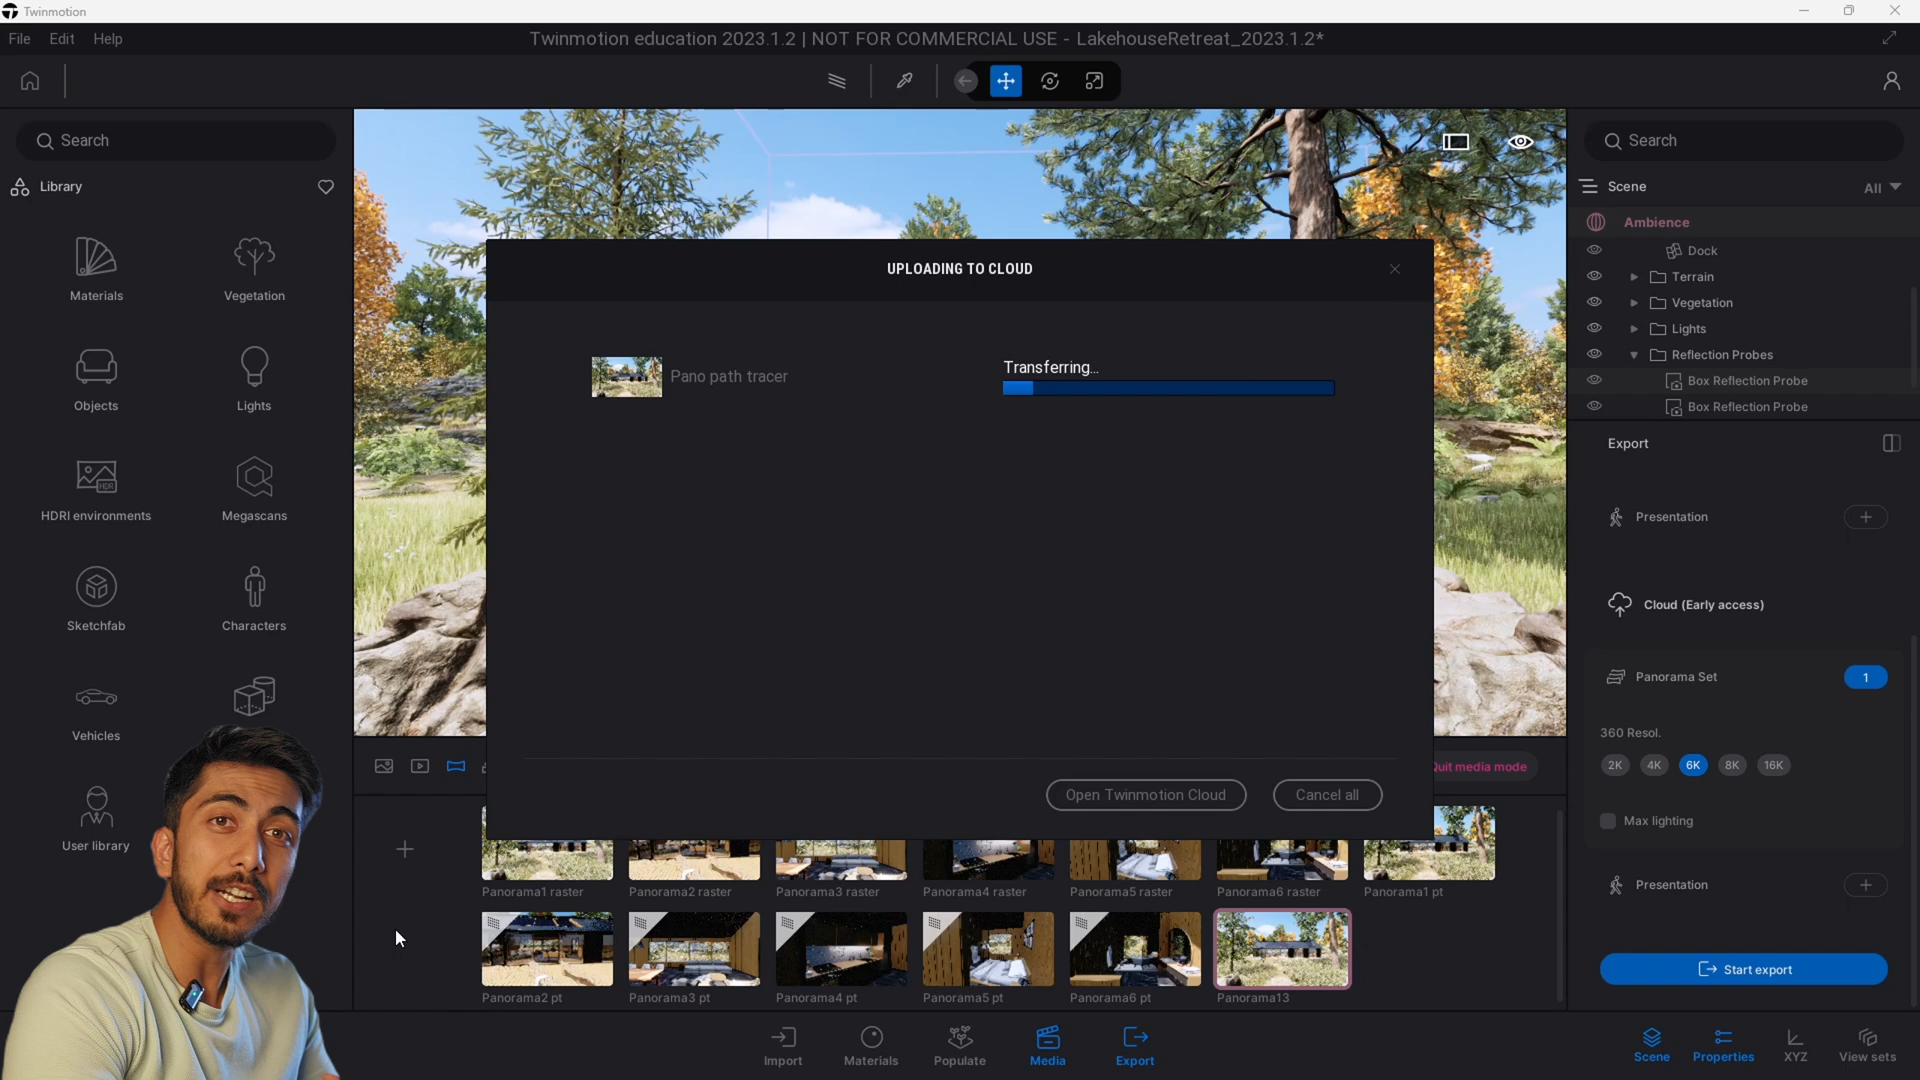 Twinmotion
File Edit Help
Twinmotion education 2023.1.2 | NOT FOR COMMERCIAL USE - LakehouseRetreat_2023.1.2*
Search
Library
Materials
Vegetation
Objects
Lights
HDR
HDRI environments
Megascans
Sketchfab
Characters
Vehicles
User library
UPLOADING TO CLOUD
Pano path tracer
Transferring...
Open Twinmotion Cloud
Cancel all
Quit media mode
Panorama1 raster
Panorama2 raster
Panorama3 raster
Panorama4 raster
Panorama5 raster
Panorama6 raster
Panorama1 pt
Panorama2 pt
Panorama3 pt
Panorama4 pt
Panorama5 pt
Panorama6 pt
Panorama13
Search
Scene
All
Ambience
Dock
Terrain
Vegetation
Lights
Reflection Probes
Box Reflection Probe
Box Reflection Probe
Export
Presentation
Cloud (Early access)
Panorama Set
1
360 Resol.
2K 4K 6K 8K 16K
Max lighting
Presentation
Start export
Import
Materials
Populate
Media
Export
Scene
Properties
XYZ
View sets